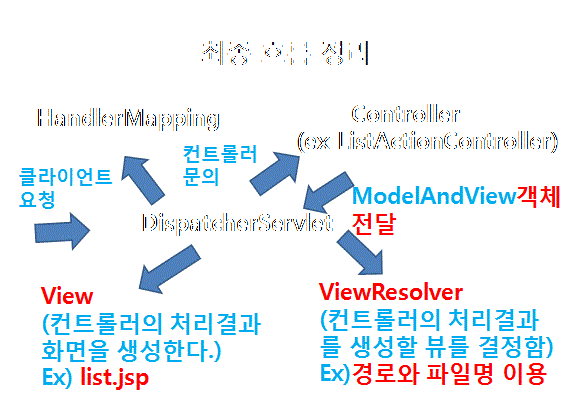 최종 흐름 정리
HandlerMapping
Controller
(ex ListActionController)
컨트롤러
문의
클라이언트
요청
ModelAndView객체
전달
DispatcherServlet
View
(컨트롤러의 처리결과
화면을 생성한다.)
Ex) list.jsp
ViewResolver
(컨트롤러의 처리결과
를 생성할 뷰를 결정함)
Ex)경로와 파일명 이용